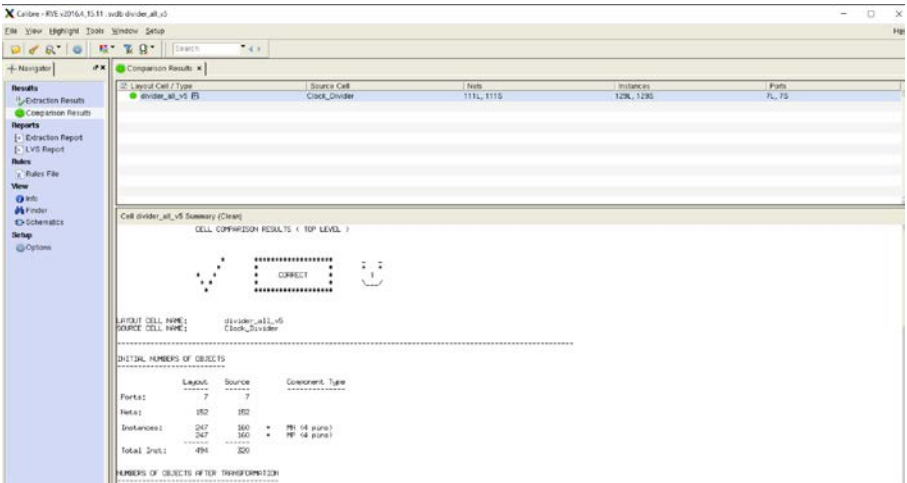 Calibre - RVE v2016.4_15.11 : svdb divider_all_v5
File View Highlight Tools Window Setup
Search
Navigator
Comparison Results
Results
Extraction Results
Comparison Results
Reports
Extraction Report
LVS Report
Rules
Rules File
View
Info
Finder
Schematics
Setup
Options
Layout Cell / Type Source Cell Nets Instances Ports
divider_all_v5 Clock_Divider 111L, 111S 129L, 129S 7L, 7S
Cell divider_all_v5 Summary (Clean)
CELL COMPARISON RESULTS ( TOP LEVEL )
CORRECT
LAYOUT CELL NAME: divider_all_v5
SOURCE CELL NAME: Clock_Divider
INITIAL NUMBERS OF OBJECTS
Layout Source Component Type
Ports: 7 7
Nets: 152 152
Instances: 247 160 * MN (4 pins)
247 160 * MP (4 pins)
Total Inst: 494 320
NUMBERS OF OBJECTS AFTER TRANSFORMATION